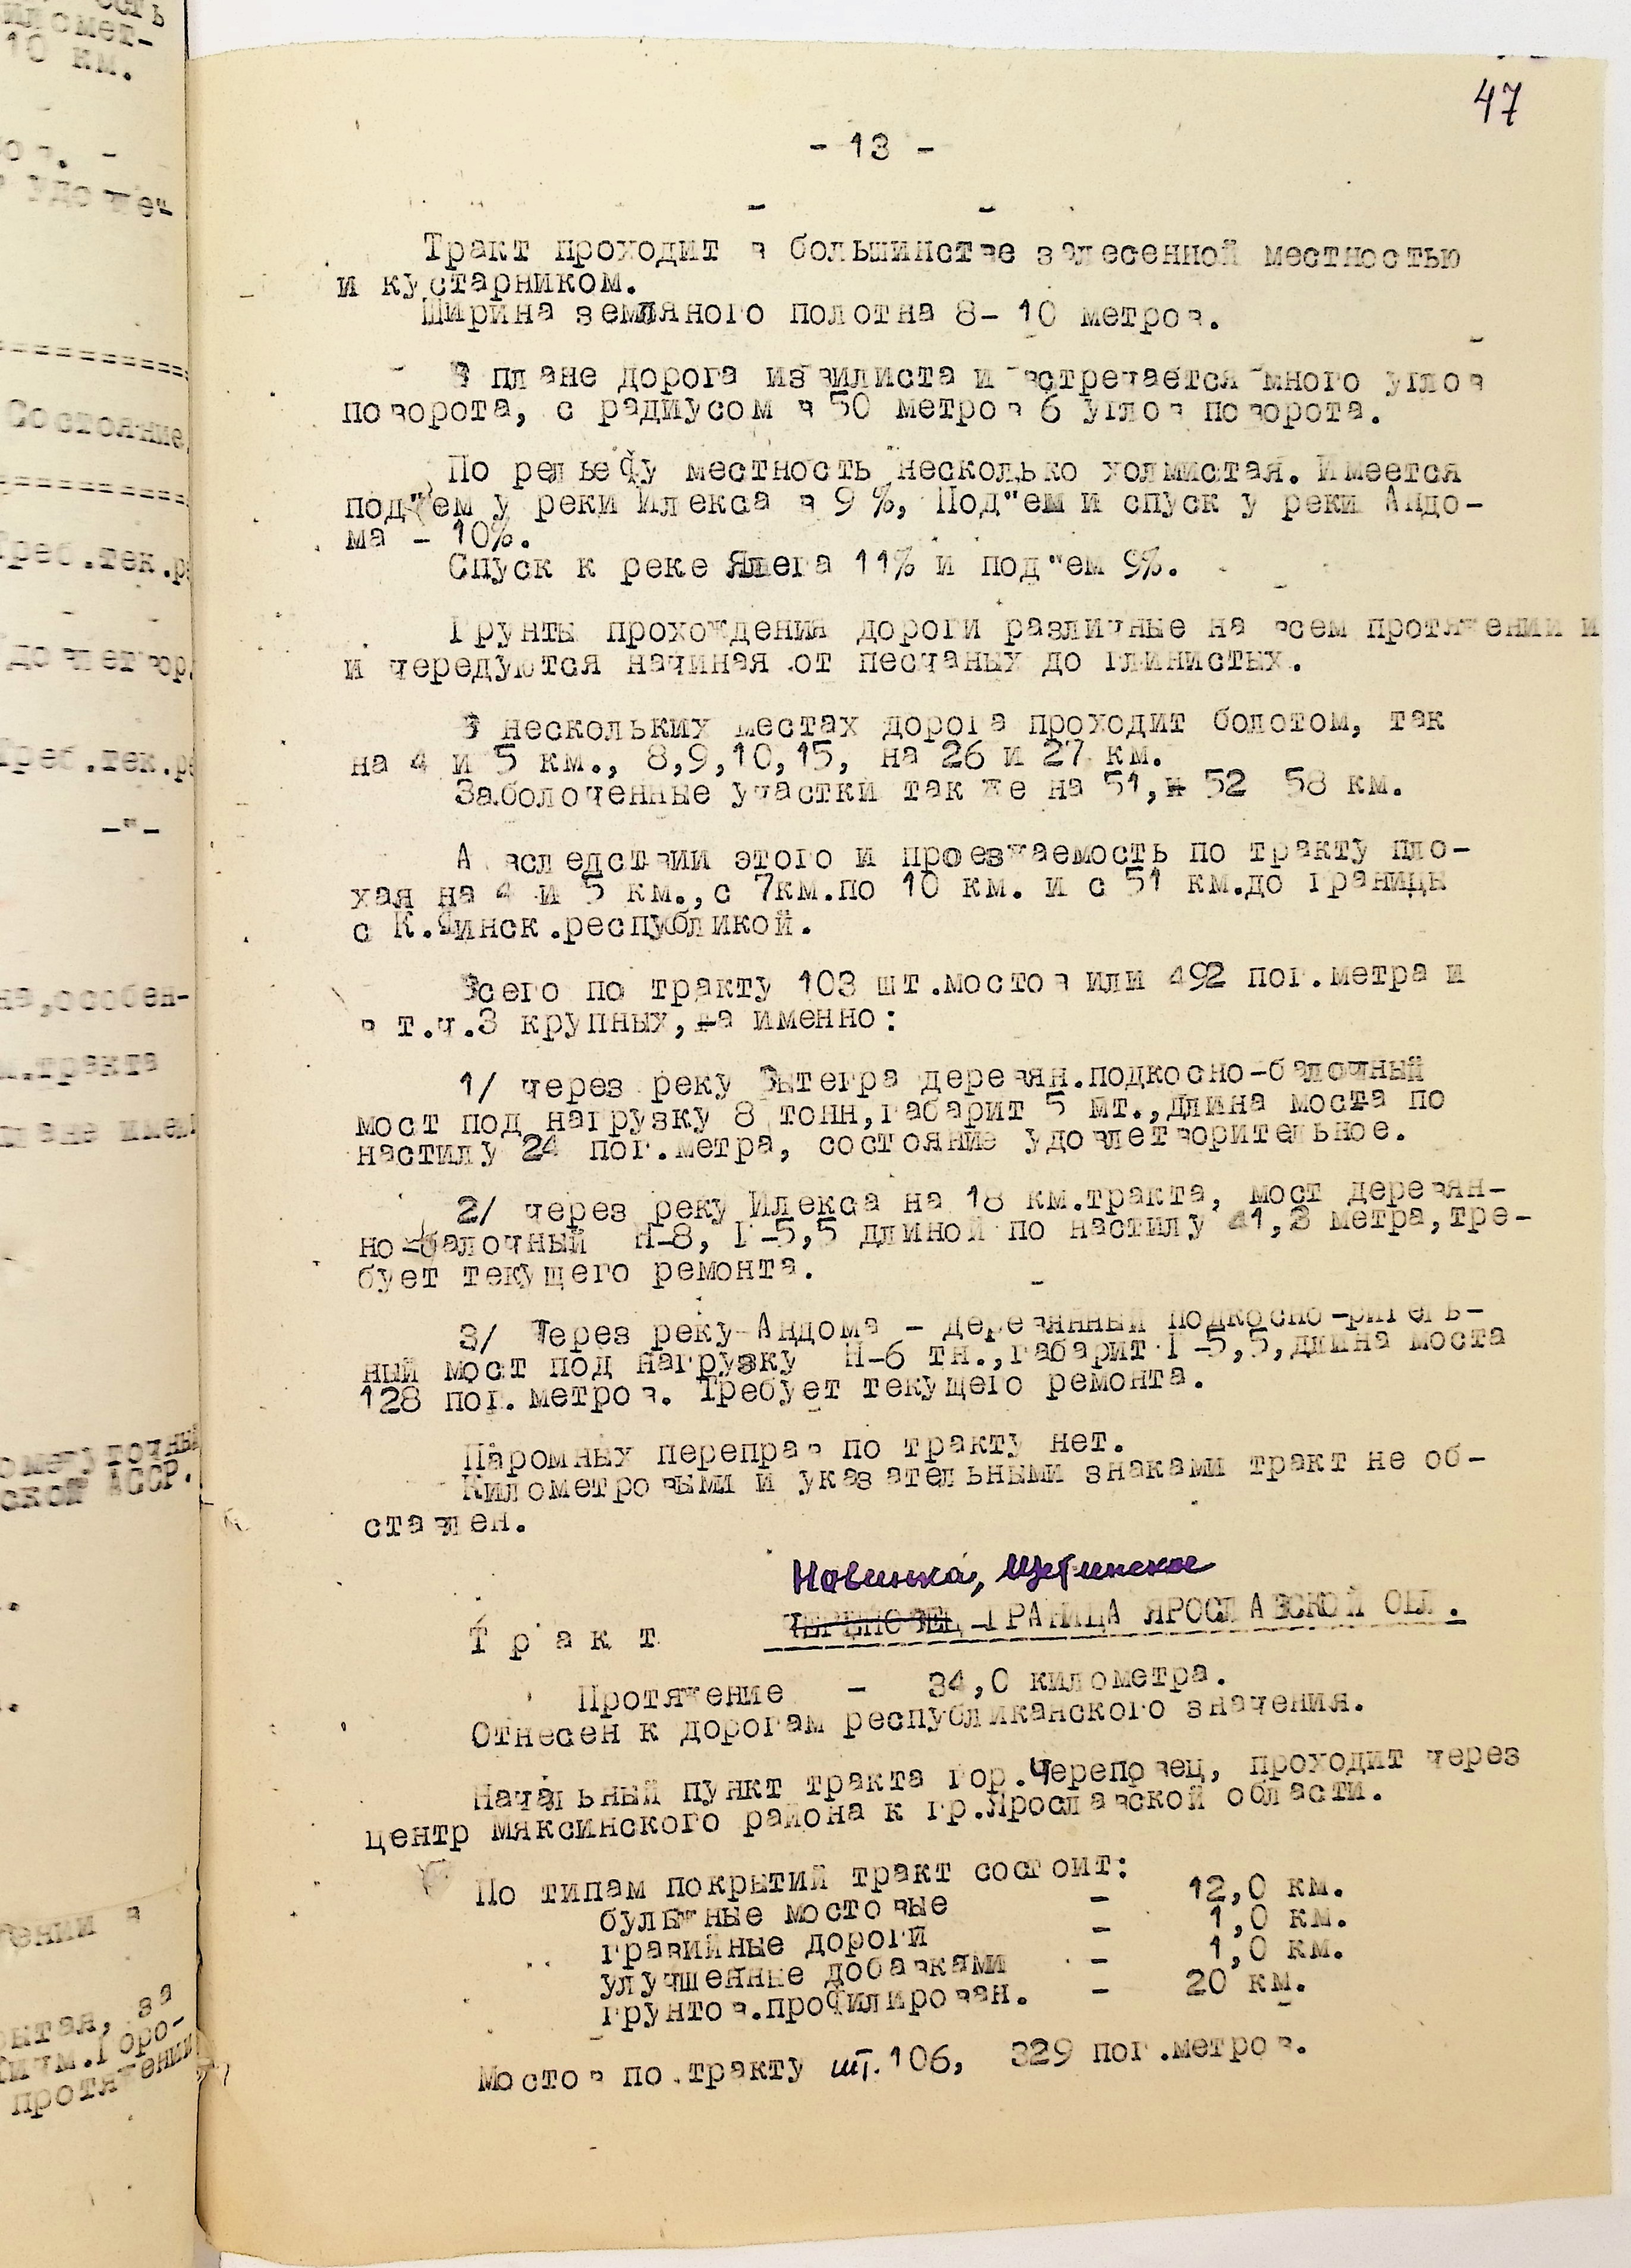 47
- 13 -
Тракт проходит в большинстве залесенной местностью
и кустарником.
Ширина земляного полотна 8- 10 метров.
В плане дорога извилиста и встречается много углов
поворота, с радиусом в 50 метров 6 углов поворота.
По рельефу местность несколько холмистая. Имеется
под"ем у реки Илекса в 9 %, Под"ем и спуск у реки Андо-
ма - 10%.
Спуск к реке 11% и под"ем 9%.
Грунты прохождения дороги различные на всем протяжении и
и чередуются начиная от песчаных до глинистых.
В нескольких местах дорога проходит болотом, так
на 4 и 5 км., 8,9,10,15, на 26 и 27 км.
Заболоченные участки так же на 51, 52 58 км.
А вследствии этого и проезжаемость по тракту пло-
хая на 4 и 5 км.,с 7км.по 10 км. и с 51 км.до границы
с К.Финск.республикой.
Всего по тракту 103 шт.мостов или 492 пог.метра и
в т.ч.3 крупных, а именно:
1/ через реку Вытегра деревян.подкосно-балочный
мост под нагрузку 8 тонн,габарит 5 мт.,длина моста по
настилу 24 пог.метра, состояние удовлетворительное.
2/ через реку Илекса на 18 км.тракта, мост деревян-
но-балочный Н-8, Г-5,5 длиной по настилу 41,3 метра,тре-
бует текущего ремонта.
3/ Через реку Андома - деревянный подкосно-ригель-
ный мост под нагрузку Н-6 тн.,габарит Г-5,5,длина моста
128 пог. метров. Требует текущего ремонта.
Паромных переправ по тракту нет.
Километровыми и указательными знаками тракт не об-
ставлен.
Новинка, Щетинское
Т р а к т ЧЕРЕПОВЕЦ-ГРАНИЦА ЯРОСЛАВСКОЙ ОБЛ.
Протяжение - 34,0 километра.
Отнесен к дорогам республиканского значения.
Начальный пункт тракта гор.Череповец, проходит через
центр Мяксинского района к гр.Ярославской области.
По типам покрытий тракт состоит:
булыжные мостовые - 12,0 км.
гравийные дороги - 1,0 км.
улучшенные добавками - 1,0 км.
грунтов.профилирован. - 20 км.
Мостов по тракту шт.106, 329 пог.метров.